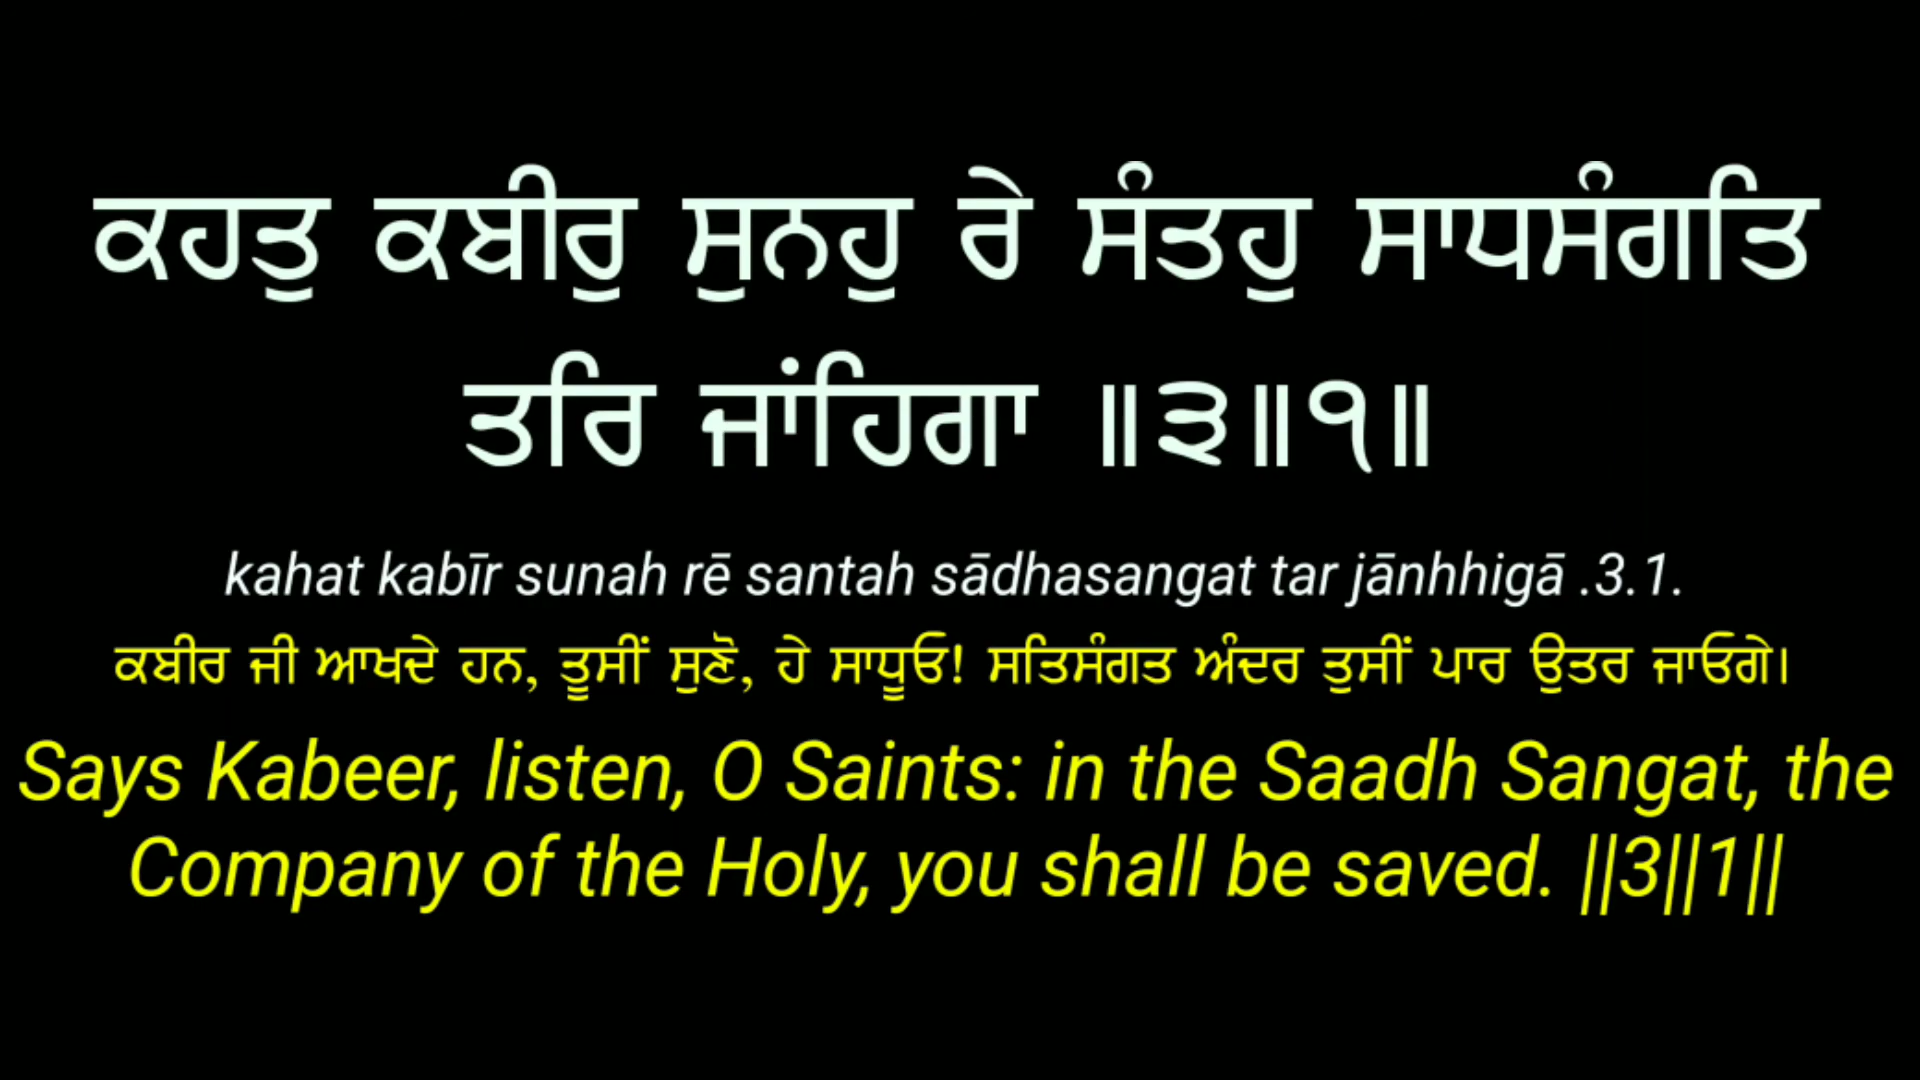 ਕਹਤੁ ਕਬੀਰੁ ਸੁਨਹੁ ਰੇ ਸੰਤਹੁ ਸਾਧਸੰਗਤਿ
ਤਰਿ ਜਾਂਹਿਗਾ ॥੩॥੧॥
kahat kabīr sunah rē santah sādhasangat tar jānhhigā .3.1.
ਕਬੀਰ ਜੀ ਆਖਦੇ ਹਨ, ਤੂਸੀਂ ਸੁਣੋ, ਹੇ ਸਾਧੂਓ! ਸਤਿਸੰਗਤ ਅੰਦਰ ਤੁਸੀਂ ਪਾਰ ਉਤਰ ਜਾਓਗੇ।
Says Kabeer, listen, O Saints: in the Saadh Sangat, the
Company of the Holy, you shall be saved. ||3||1||